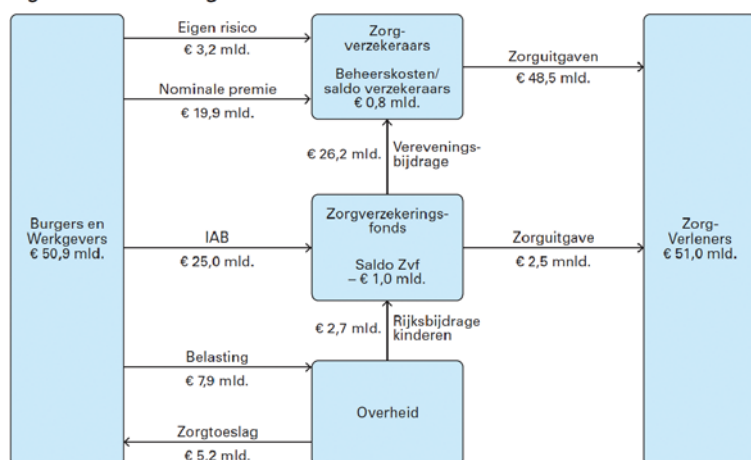 Eigen risico
€ 3,2 mld.
Nominale premie
€ 19,9 mld.
Zorg-
verzekeraars
Beheerskosten/
saldo verzekeraars
€ 0,8 mld.
Zorguitgaven
€ 48,5 mld.
€ 26,2 mld.
Verevenings-
bijdrage
Burgers en
Werkgevers
€ 50,9 mld.
IAB
€ 25,0 mld.
Zorgverzekerings-
fonds
Saldo Zvf
– € 1,0 mld.
Zorguitgave
€ 2,5 mnld.
Zorg-
Verleners
€ 51,0 mld.
€ 2,7 mld.
Rijksbijdrage
kinderen
Belasting
€ 7,9 mld.
Overheid
Zorgtoeslag
€ 5,2 mld.